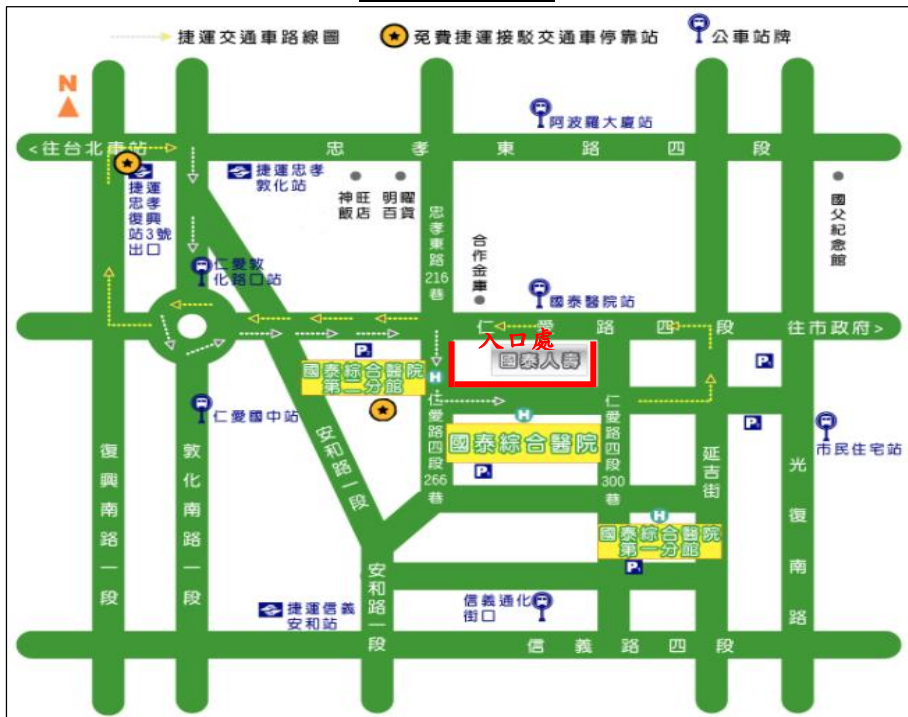 捷運交通車路線圖
免費捷運接駁交通車停靠站
公車站牌
N
阿波羅大廈站
<往台北車站
忠孝東路四段
捷運
忠孝
復興
站3號
出口
捷運忠孝
敦化站
神旺
飯店
明曜
百貨
忠孝東路216巷
合作金庫
國父紀念館
仁愛敦
化路口站
國泰醫院站
仁愛路四段
往市政府>
入口處
國泰人壽
P
國泰綜合醫院
第二分館
H
P
仁愛國中站
H
仁愛路四段266巷
國泰綜合醫院
仁愛路四段300巷
P
P
市民住宅站
安和路一段
延吉街
復興南路一段
敦化南路一段
光復南路
H
國泰綜合醫院
第一分館
P
安和路一段
捷運信義
安和站
信義通化
街口
信義路四段